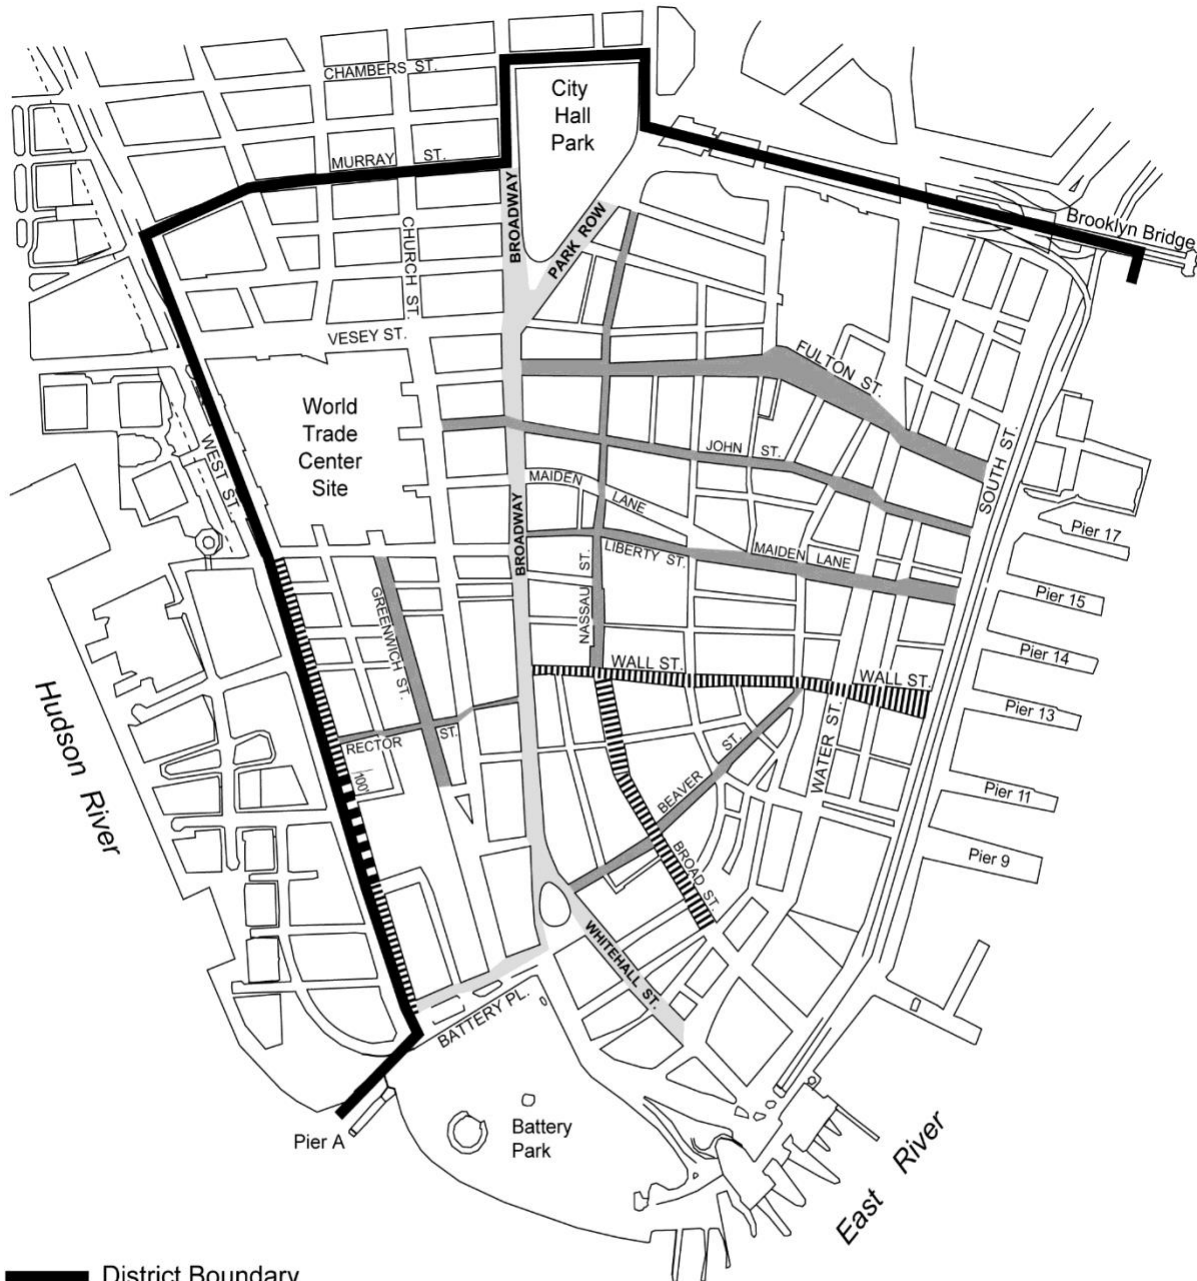 CHAMBERS ST.
City
Hall
Park
MURRAY ST.
BROADWAY
PARK ROW
Brooklyn Bridge
CHURCH ST.
VESEY ST.
FULTON ST.
World
Trade
Center
Site
WEST ST.
JOHN ST.
SOUTH ST.
MAIDEN
LANE
BROADWAY
Pier 17
LIBERTY ST.
MAIDEN LANE
NASSAU ST.
GREENWICH ST.
Pier 15
WALL ST.
Pier 14
WALL ST.
Pier 13
Hudson River
RECTOR ST.
WATER ST.
100'
BEAVER ST.
Pier 11
BROAD ST.
Pier 9
WHITEHALL ST.
BATTERY PL.
Battery
Park
Pier A
East River
District Boundary